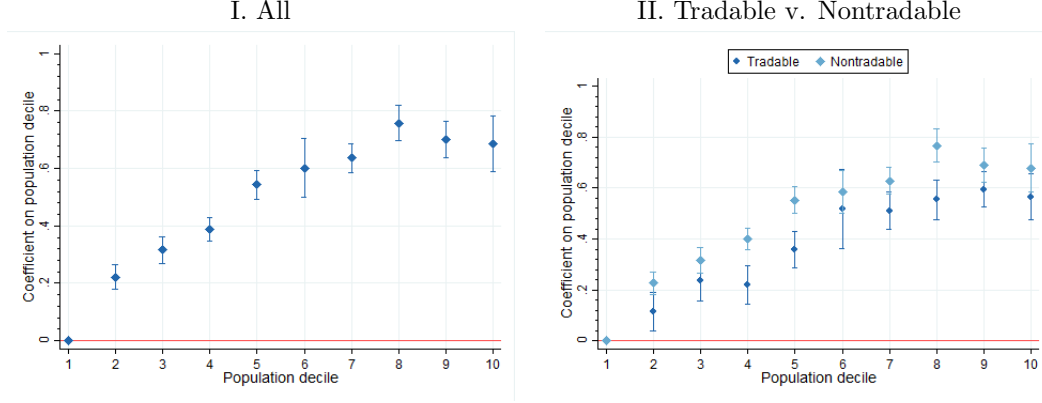 I. All
II. Tradable v. Nontradable
Coefficient on population decile
0 .2 .4 .6 .8 1
1 2 3 4 5 6 7 8 9 10
Population decile
Tradable Nontradable
Coefficient on population decile
0 .2 .4 .6 .8 1
1 2 3 4 5 6 7 8 9 10
Population decile